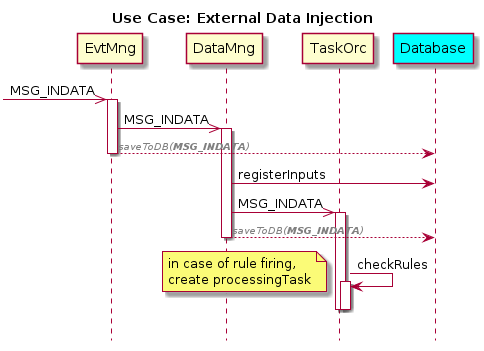 Use Case: External Data Injection
EvtMng
DataMng
TaskOrc
Database
MSG_INDATA
MSG_INDATA
saveToDB(MSG_INDATA)
registerInputs
MSG_INDATA
saveToDB(MSG_INDATA)
in case of rule firing,
create processingTask
checkRules